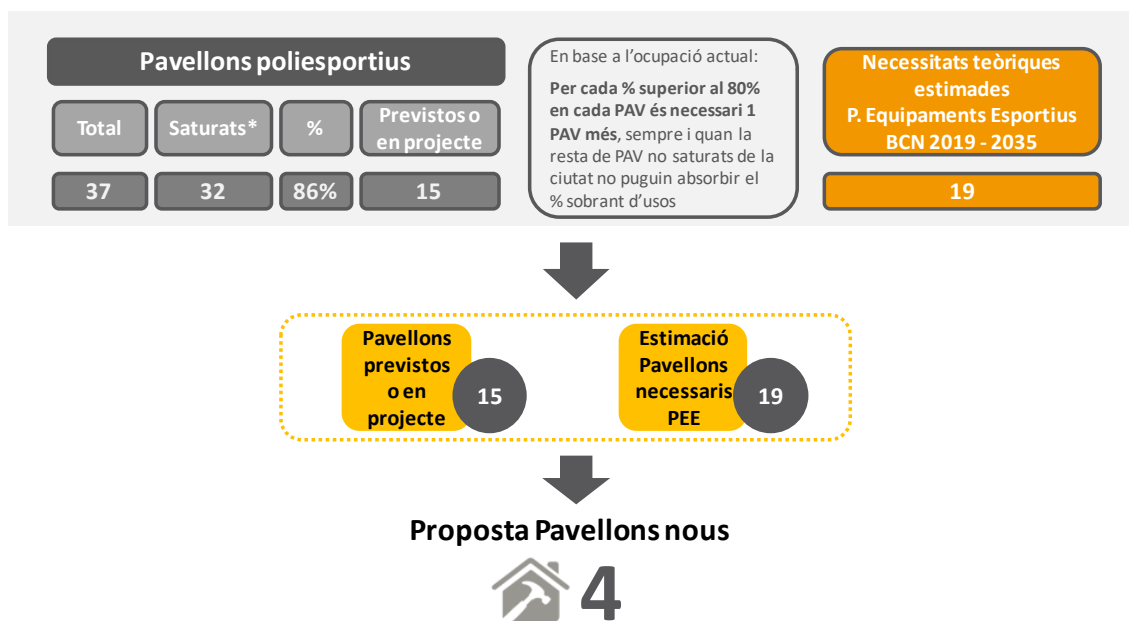 Pavellons poliesportius
Total
Saturats*
%
Previstos o
en projecte
37
32
86%
15
En base a l'ocupació actual:
Per cada % superior al 80%
en cada PAV és necessari 1
PAV més, sempre i quan la
resta de PAV no saturats de la
ciutat no puguin absorbir el
% sobrant d'usos
Necessitats teòriques
estimades
P. Equipaments Esportius
BCN 2019 - 2035
19
Pavellons
previstos
o en
projecte
15
Estimació
Pavellons
necessaris
PEE
19
Proposta Pavellons nous
4